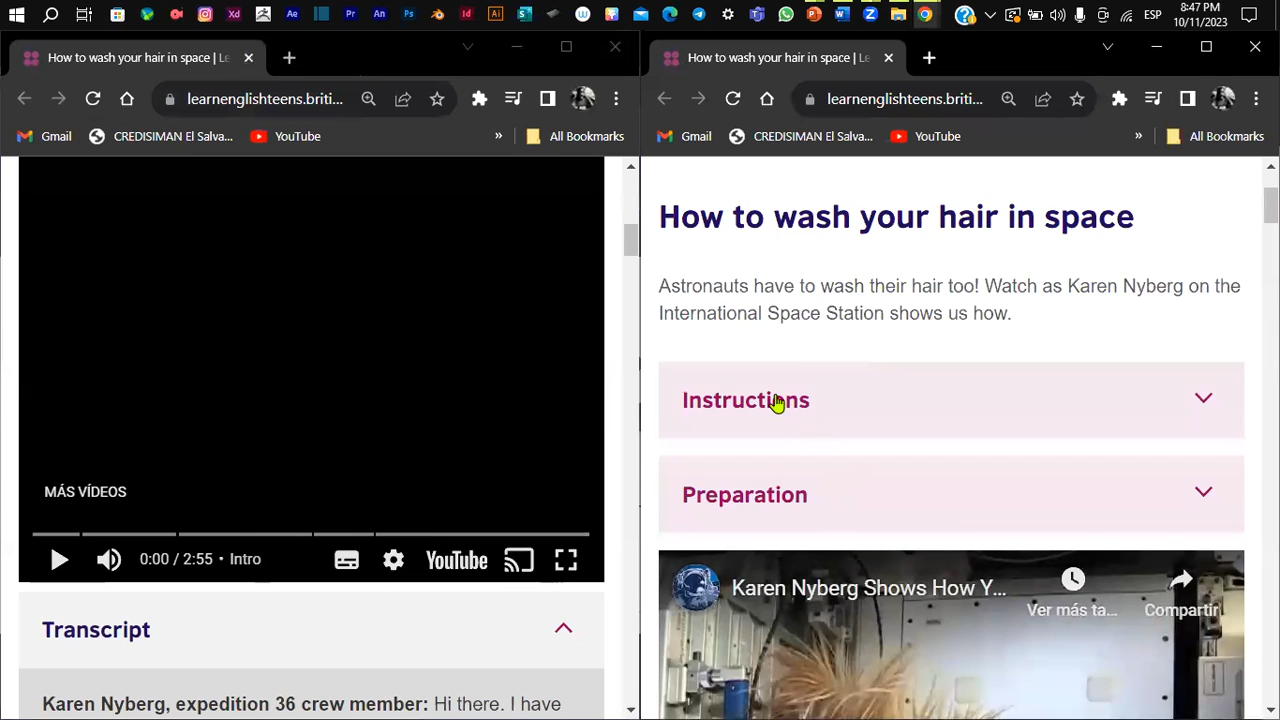 ESP
8:47 PM
10/11/2023
How to wash your hair in space | Le
learnenglishteens.briti...
Gmail
CREDISIMAN El Salva...
YouTube
»
All Bookmarks
MÁS VÍDEOS
0:00 / 2:55 • Intro
YouTube
Transcript
Karen Nyberg, expedition 36 crew member: Hi there. I have
How to wash your hair in space | Le
learnenglishteens.briti...
Gmail
CREDISIMAN El Salva...
YouTube
»
All Bookmarks
How to wash your hair in space
Astronauts have to wash their hair too! Watch as Karen Nyberg on the
International Space Station shows us how.
Instructions
Preparation
Karen Nyberg Shows How Y...
Ver más ta...
Compartir